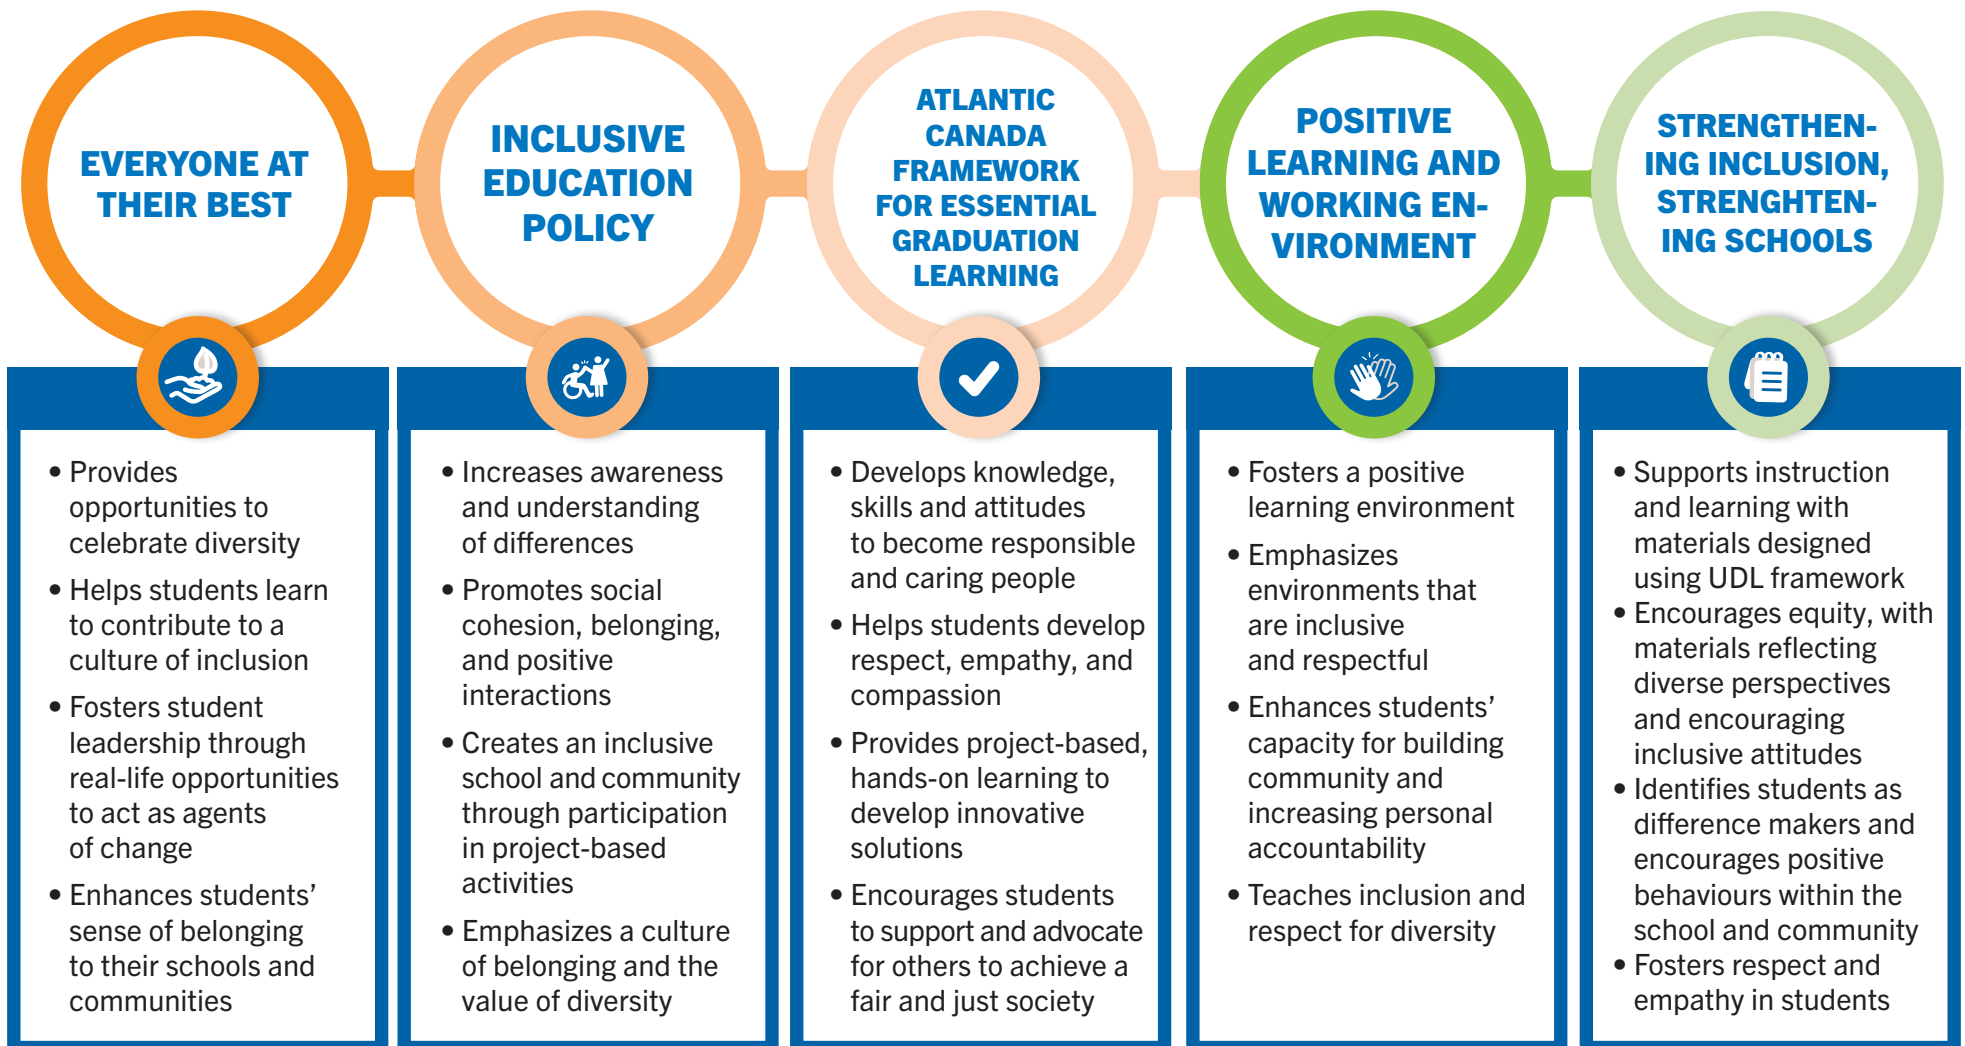 EVERYONE AT
THEIR BEST
• Provides
opportunities to
celebrate diversity
• Helps students learn
to contribute to a
culture of inclusion
• Fosters student
leadership through
real-life opportunities
to act as agents
of change
• Enhances students’
sense of belonging
to their schools and
communities
INCLUSIVE
EDUCATION
POLICY
• Increases awareness
and understanding
of differences
• Promotes social
cohesion, belonging,
and positive
interactions
• Creates an inclusive
school and community
through participation
in project-based
activities
• Emphasizes a culture
of belonging and the
value of diversity
ATLANTIC
CANADA
FRAMEWORK
FOR ESSENTIAL
GRADUATION
LEARNING
• Develops knowledge,
skills and attitudes
to become responsible
and caring people
• Helps students develop
respect, empathy, and
compassion
• Provides project-based,
hands-on learning to
develop innovative
solutions
• Encourages students
to support and advocate
for others to achieve a
fair and just society
POSITIVE
LEARNING AND
WORKING EN-
VIRONMENT
• Fosters a positive
learning environment
• Emphasizes
environments that
are inclusive
and respectful
• Enhances students’
capacity for building
community and
increasing personal
accountability
• Teaches inclusion and
respect for diversity
STRENGTHEN-
ING INCLUSION,
STRENGHTEN-
ING SCHOOLS
• Supports instruction
and learning with
materials designed
using UDL framework
• Encourages equity, with
materials reflecting
diverse perspectives
and encouraging
inclusive attitudes
• Identifies students as
difference makers and
encourages positive
behaviours within the
school and community
• Fosters respect and
empathy in students